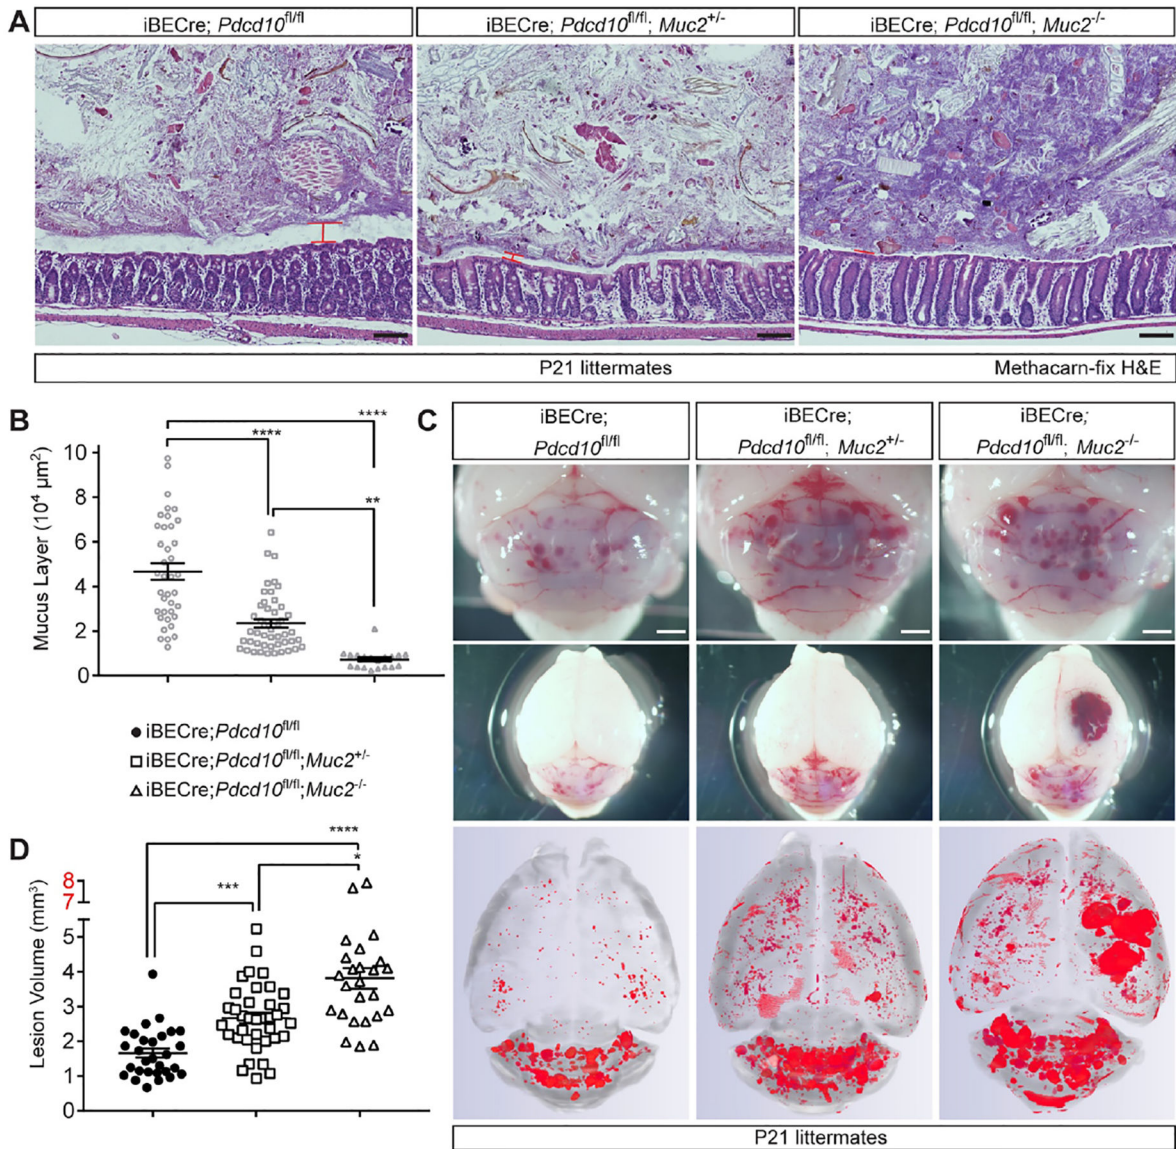 A
iBECre; Pdcd10fl/fl
iBECre; Pdcd10fl/fl; Muc2+/-
iBECre; Pdcd10fl/fl; Muc2-/-
P21 littermates
Methacarn-fix H&E
B
****
****
**
Mucus Layer (10⁴ µm²)
10
8
6
4
2
0
iBECre;Pdcd10fl/fl
iBECre;Pdcd10fl/fl;Muc2+/-
iBECre;Pdcd10fl/fl;Muc2-/-
C
iBECre;
Pdcd10fl/fl
iBECre;
Pdcd10fl/fl; Muc2+/-
iBECre;
Pdcd10fl/fl; Muc2-/-
P21 littermates
D
****
*
***
Lesion Volume (mm³)
8
7
5
4
3
2
1
0